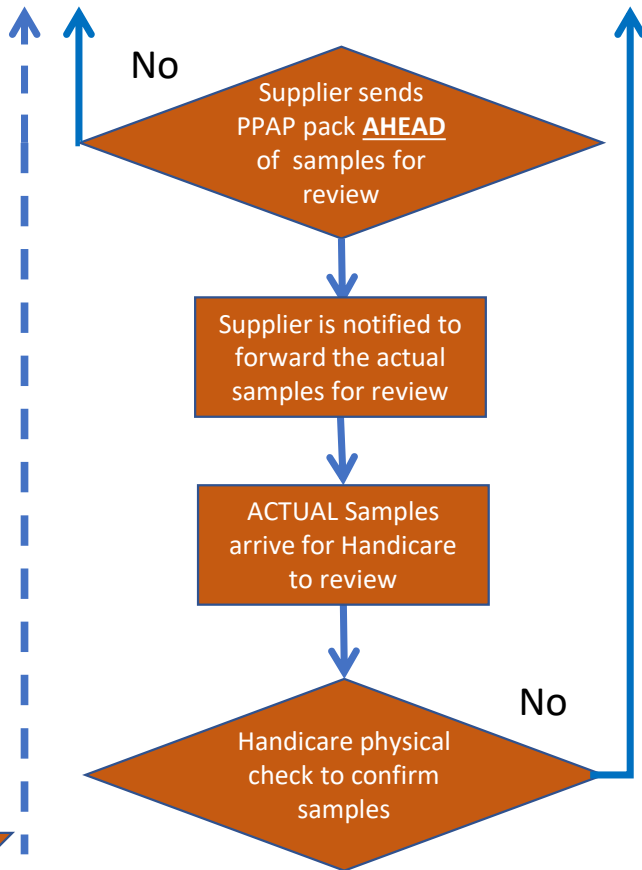 No
Supplier sends
PPAP pack AHEAD
of samples for
review
Supplier is notified to
forward the actual
samples for review
ACTUAL Samples
arrive for Handicare
to review
No
Handicare physical
check to confirm
samples